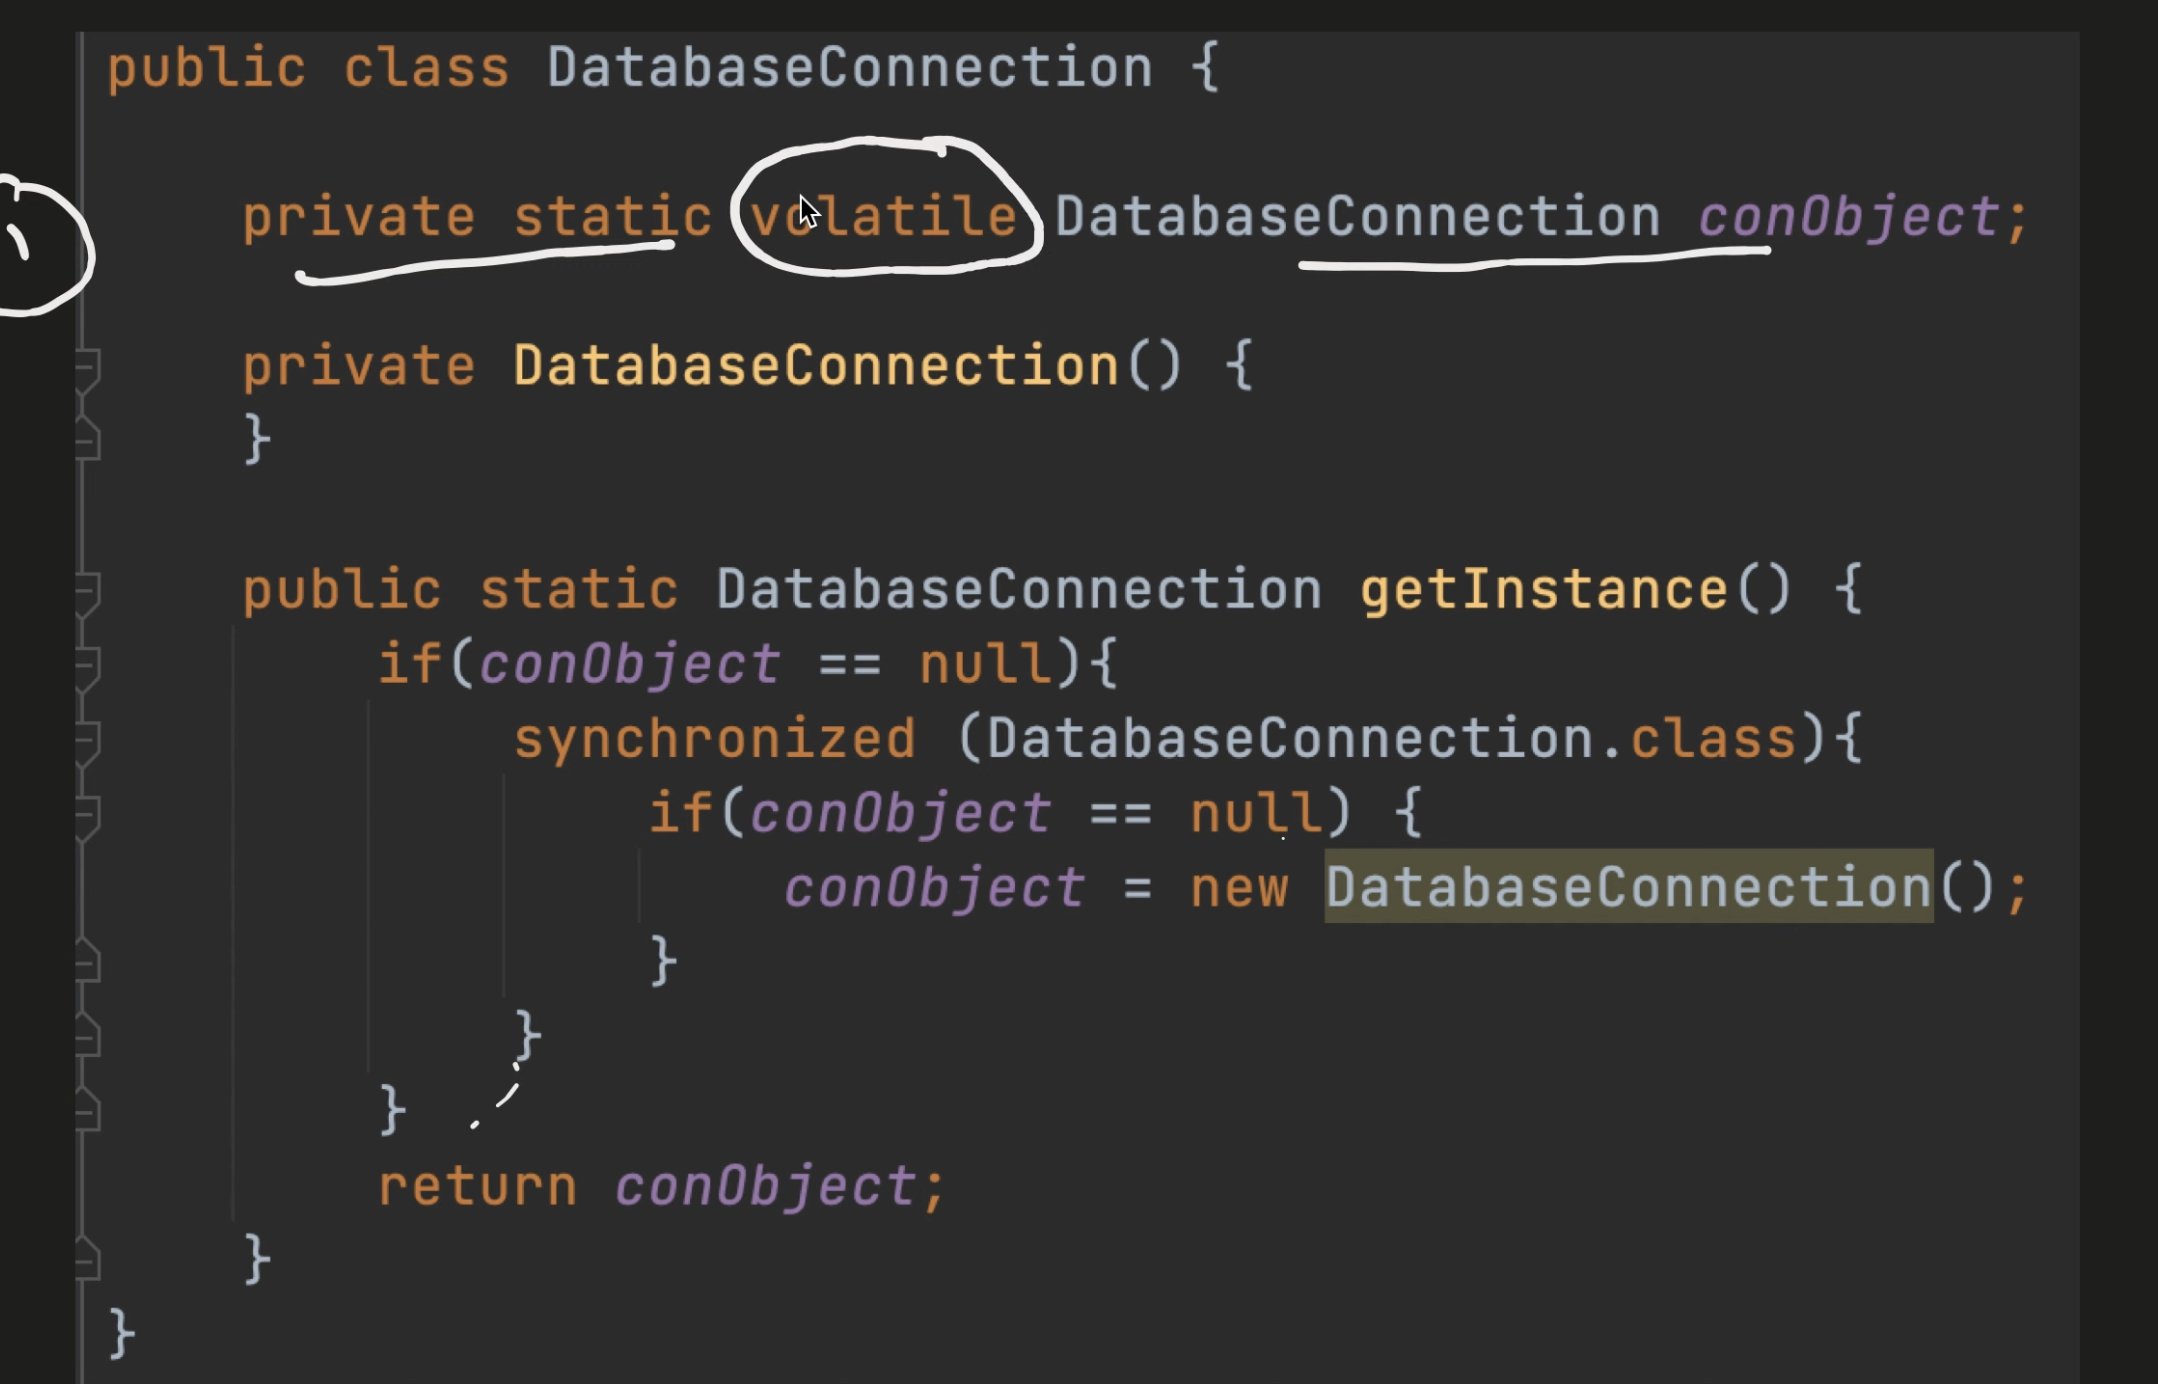 public class DatabaseConnection {
private static volatile DatabaseConnection conObject;
private DatabaseConnection() {
}
public static DatabaseConnection getInstance() {
if(conObject == null){
synchronized (DatabaseConnection.class){
if(conObject == null) {
conObject = new DatabaseConnection();
}
}
}
return conObject;
}
}